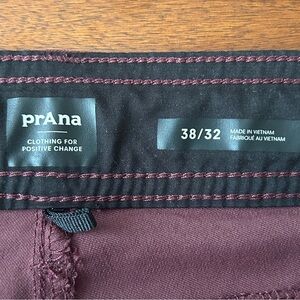 prAna
CLOTHING FOR
POSITIVE CHANGE
38/32
MADE IN VIETNAM
FABRIQUÉ AU VIETNAM